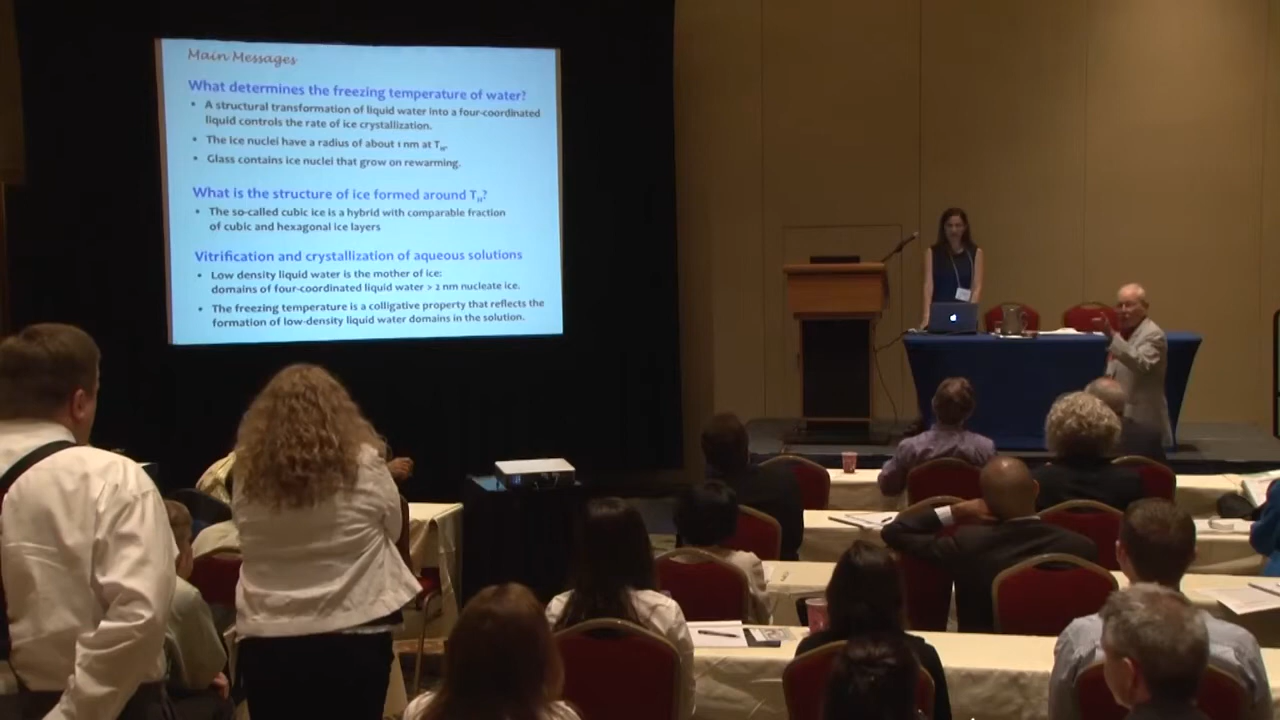 Main Messages
What determines the freezing temperature of water?
• A structural transformation of liquid water into a four-coordinated
liquid controls the rate of ice crystallization.
• The ice nuclei have a radius of about 1 nm at TH.
• Glass contains ice nuclei that grow on rewarming.
What is the structure of ice formed around TH?
• The so-called cubic ice is a hybrid with comparable fraction
of cubic and hexagonal ice layers
Vitrification and crystallization of aqueous solutions
• Low density liquid water is the mother of ice:
domains of four-coordinated liquid water > 2 nm nucleate ice.
• The freezing temperature is a colligative property that reflects the
formation of low-density liquid water domains in the solution.